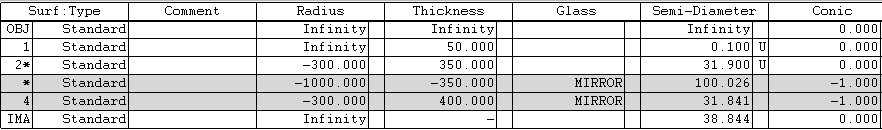 Surf:Type Comment Radius Thickness Glass Semi-Diameter Conic
OBJ Standard Infinity Infinity Infinity 0.000
1 Standard Infinity 50.000 0.100 U 0.000
2* Standard -300.000 350.000 31.900 U 0.000
* Standard -1000.000 -350.000 MIRROR 100.026 -1.000
4 Standard -300.000 400.000 MIRROR 31.841 -1.000
IMA Standard Infinity - 38.844 0.000